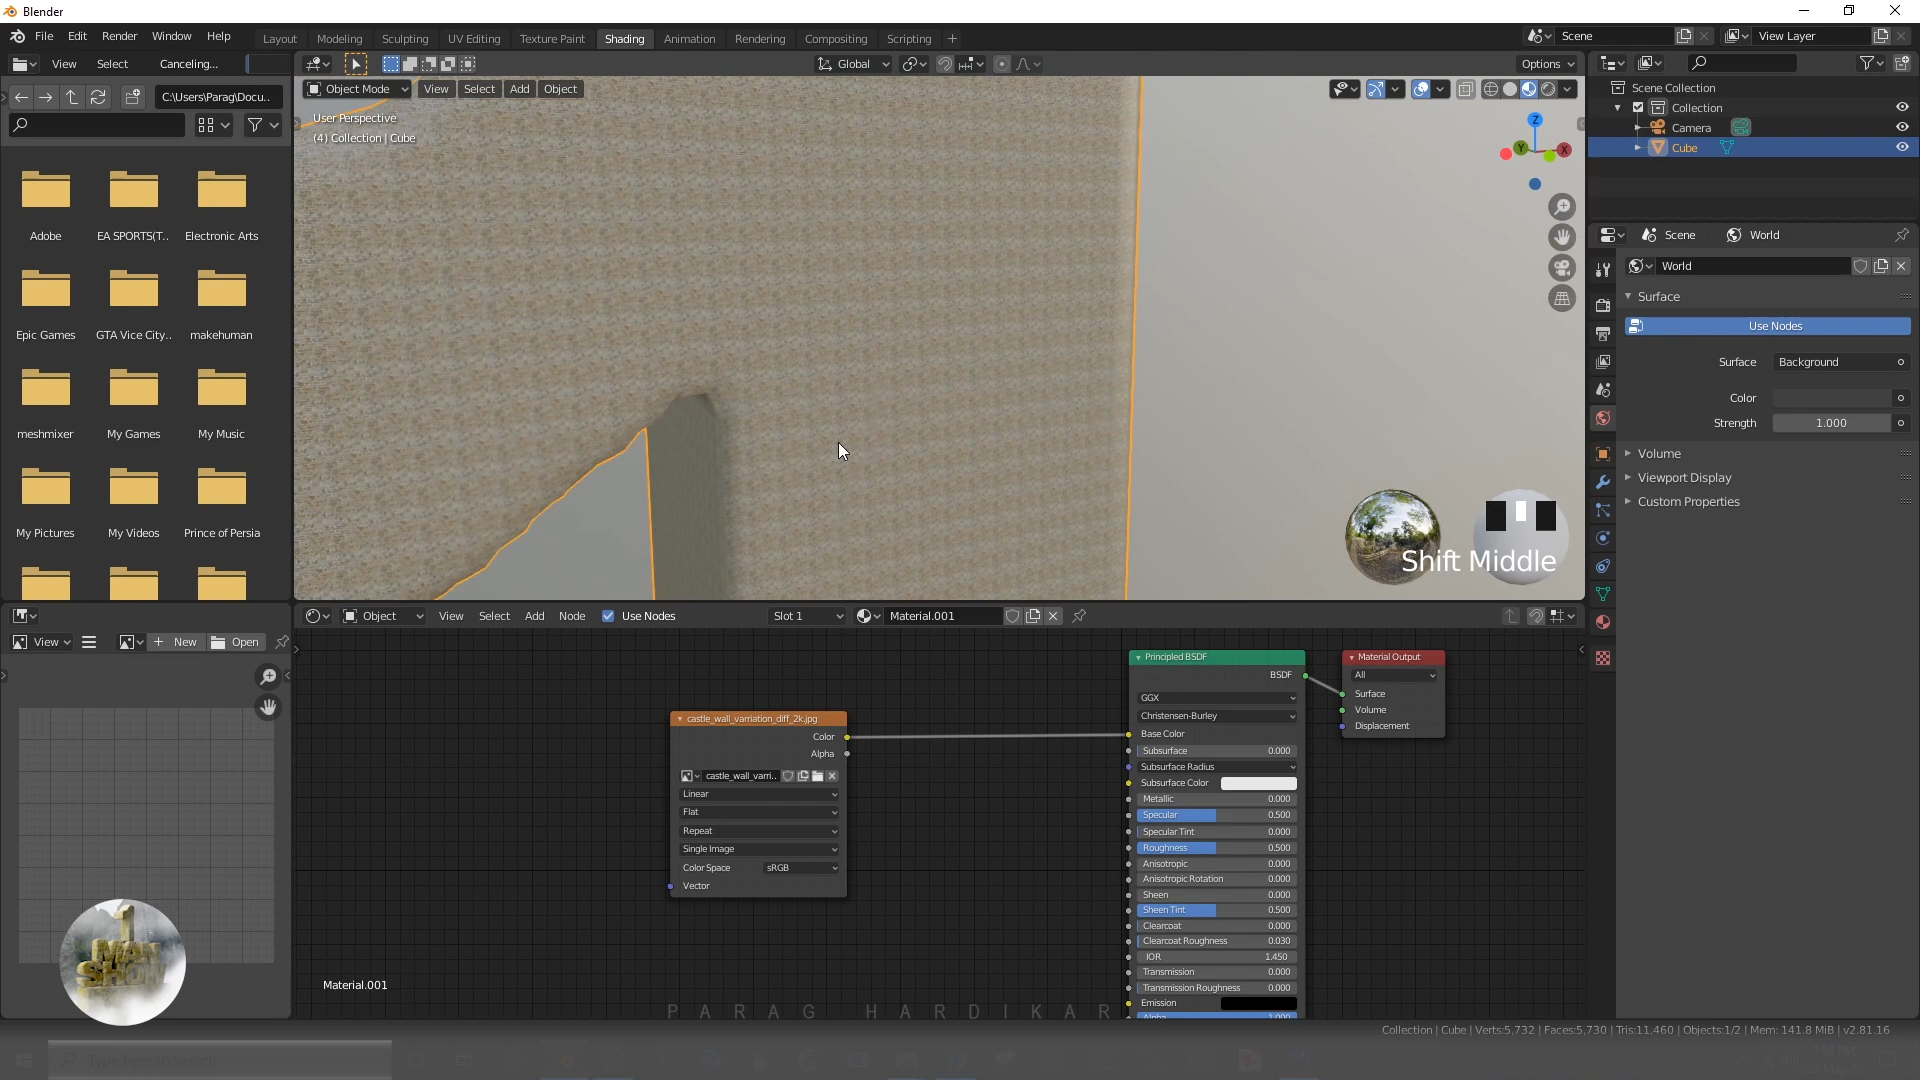 Blender
File Edit Render Window Help
Layout Modeling Sculpting UV Editing Texture Paint Shading Animation Rendering Compositing Scripting +
Scene
View Layer
View Select Canceling...
Global
Options
C:\Users\Parag\Docu..
Object Mode View Select Add Object
User Perspective
(4) Collection | Cube
Z
Y
X
Adobe
EA SPORTS(T..
Electronic Arts
Epic Games
GTA Vice City..
makehuman
meshmixer
My Games
My Music
My Pictures
My Videos
Prince of Persia
Scene Collection
Collection
Camera
Cube
Scene
World
World
Surface
Use Nodes
Surface Background
Color
Strength 1.000
Volume
Viewport Display
Custom Properties
Shift Middle
Object View Select Add Node Use Nodes Slot 1 Material.001
View + New Open
Principled BSDF
BSDF
GGX
Christensen-Burley
Base Color
Subsurface 0.000
Subsurface Radius
Subsurface Color
Metallic 0.000
Specular 0.500
Specular Tint 0.000
Roughness 0.500
Anisotropic 0.000
Anisotropic Rotation 0.000
Sheen 0.000
Sheen Tint 0.500
Clearcoat 0.000
Clearcoat Roughness 0.030
IOR 1.450
Transmission 0.000
Transmission Roughness 0.000
Emission
Alpha 1.000
Material Output
All
Surface
Volume
Displacement
castle_wall_varriation_diff_2k.jpg
Color
Alpha
castle_wall_varri..
Linear
Flat
Repeat
Single Image
Color Space sRGB
Vector
1
MAN
SHOW
Material.001
PARAG HARDIKAR
Collection | Cube | Verts:5,732 | Faces:5,730 | Tris:11,460 | Objects:1/2 | Mem: 141.8 MiB | v2.81.16
Type here to search